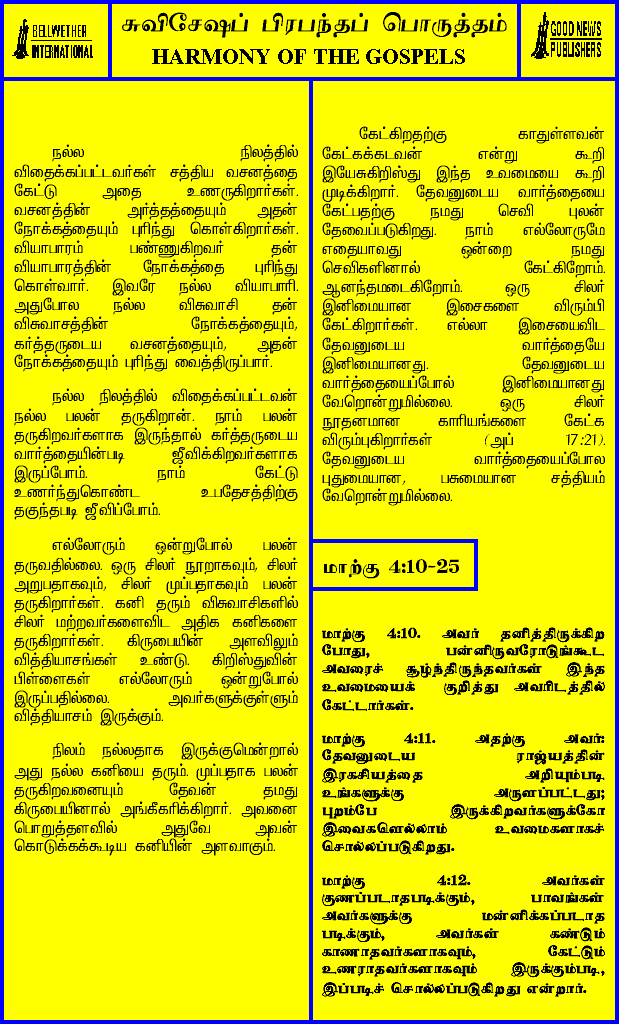 BELLWETHER
INTERNATIONAL
சுவிசேஷப் பிரபந்தப் பொருத்தம்
HARMONY OF THE GOSPELS
GOOD NEWS
PUBLISHERS
நல்ல நிலத்தில்
விதைக்கப்பட்டவர்கள் சத்திய வசனத்தை
கேட்டு அதை உணருகிறார்கள்.
வசனத்தின் அர்த்தத்தையும் அதன்
நோக்கத்தையும் புரிந்து கொள்கிறார்கள்.
வியாபாரம் பண்ணுகிறவர் தன்
வியாபாரத்தின் நோக்கத்தை புரிந்து
கொள்வார். இவரே நல்ல வியாபாரி.
அதுபோல நல்ல விசுவாசி தன்
விசுவாசத்தின் நோக்கத்தையும்,
கர்த்தருடைய வசனத்தையும், அதன்
நோக்கத்தையும் புரிந்து வைத்திருப்பார்.
நல்ல நிலத்தில் விதைக்கப்பட்டவன்
நல்ல பலன் தருகிறான். நாம் பலன்
தருகிறவர்களாக இருந்தால் கர்த்தருடைய
வார்த்தையின்படி ஜீவிக்கிறவர்களாக
இருப்போம். நாம் கேட்டு
உணர்ந்துகொண்ட உபதேசத்திற்கு
தகுந்தபடி ஜீவிப்போம்.
எல்லோரும் ஒன்றுபோல் பலன்
தருவதில்லை. ஒரு சிலர் நூறாகவும், சிலர்
அறுபதாகவும், சிலர் முப்பதாகவும் பலன்
தருகிறார்கள். கனி தரும் விசுவாசிகளில்
சிலர் மற்றவர்களைவிட அதிக கனிகளை
தருகிறார்கள். கிருபையின் அளவிலும்
வித்தியாசங்கள் உண்டு. கிறிஸ்துவின்
பிள்ளைகள் எல்லோரும் ஒன்றுபோல்
இருப்பதில்லை. அவர்களுக்குள்ளும்
வித்தியாசம் இருக்கும்.
நிலம் நல்லதாக இருக்குமென்றால்
அது நல்ல கனியை தரும். முப்பதாக பலன்
தருகிறவனையும் தேவன் தமது
கிருபையினால் அங்கீகரிக்கிறார். அவனை
பொறுத்தளவில் அதுவே அவன்
கொடுக்கக்கூடிய கனியின் அளவாகும்.
கேட்கிறதற்கு காதுள்ளவன்
கேட்கக்கடவன் என்று கூறி
இயேசுகிறிஸ்து இந்த உவமையை கூறி
முடிக்கிறார். தேவனுடைய வார்த்தையை
கேட்பதற்கு நமது செவி புலன்
தேவைப்படுகிறது. நாம் எல்லோருமே
எதையாவது ஒன்றை நமது
செவிகளினால் கேட்கிறோம்.
ஆனந்தமடைகிறோம். ஒரு சிலர்
இனிமையான இசைகளை விரும்பி
கேட்கிறார்கள். எல்லா இசையைவிட
தேவனுடைய வார்த்தையே
இனிமையானது. தேவனுடைய
வார்த்தையைப்போல் இனிமையானது
வேறொன்றுமில்லை. ஒரு சிலர்
நூதனமான காரியங்களை கேட்க
விரும்புகிறார்கள் (அப் 17:21).
தேவனுடைய வார்த்தையைப்போல
புதுமையான, பசுமையான சத்தியம்
வேறொன்றுமில்லை.
மாற்கு 4:10-25
மாற்கு 4:10. அவர் தனித்திருக்கிற
போது, பன்னிருவரோடுங்கூட
அவரைச் சூழ்ந்திருந்தவர்கள் இந்த
உவமையைக் குறித்து அவரிடத்தில்
கேட்டார்கள்.
மாற்கு 4:11. அதற்கு அவர்:
தேவனுடைய ராஜ்யத்தின்
இரகசியத்தை அறியும்படி
உங்களுக்கு அருளப்பட்டது;
புறம்பே இருக்கிறவர்களுக்கோ
இவைகளெல்லாம் உவமைகளாகச்
சொல்லப்படுகிறது.
மாற்கு 4:12. அவர்கள்
குணப்படாதபடிக்கும், பாவங்கள்
அவர்களுக்கு மன்னிக்கப்படாத
படிக்கும், அவர்கள் கண்டும்
காணாதவர்களாகவும், கேட்டும்
உணராதவர்களாகவும் இருக்கும்படி,
இப்படிச் சொல்லப்படுகிறது என்றார்.